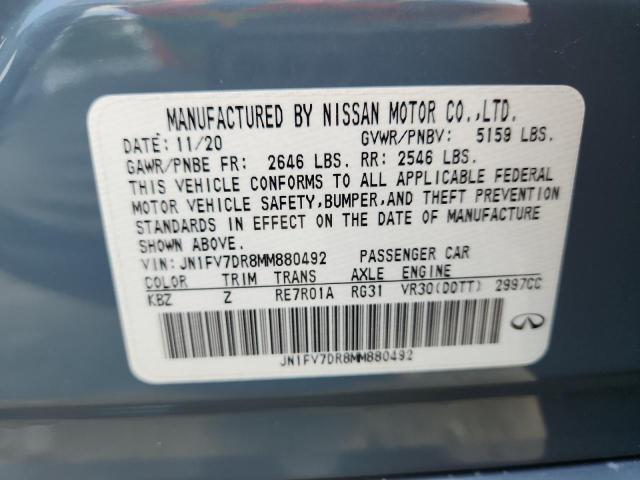 MANUFACTURED BY NISSAN MOTOR CO.,LTD.
DATE: 11/20 GVWR/PNBV: 5159 LBS.
GAWR/PNBE FR: 2646 LBS. RR: 2546 LBS.
THIS VEHICLE CONFORMS TO ALL APPLICABLE FEDERAL
MOTOR VEHICLE SAFETY,BUMPER,AND THEFT PREVENTION
STANDARDS IN EFFECT ON THE DATE OF MANUFACTURE
SHOWN ABOVE.
VIN: JN1FV7DR8MM880492 PASSENGER CAR
COLOR TRIM TRANS AXLE ENGINE
KBZ Z RE7R01A RG31 VR30(DDTT) 2997CC
JN1FV7DR8MM880492